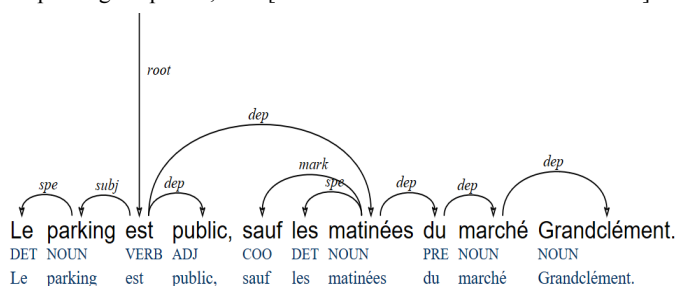 root
dep
mark
spe subj dep spe dep dep dep
Le parking est public, sauf les matinées du marché Grandclément.
DET NOUN VERB ADJ COO DET NOUN PRE NOUN NOUN
Le parking est public, sauf les matinées du marché Grandclément.